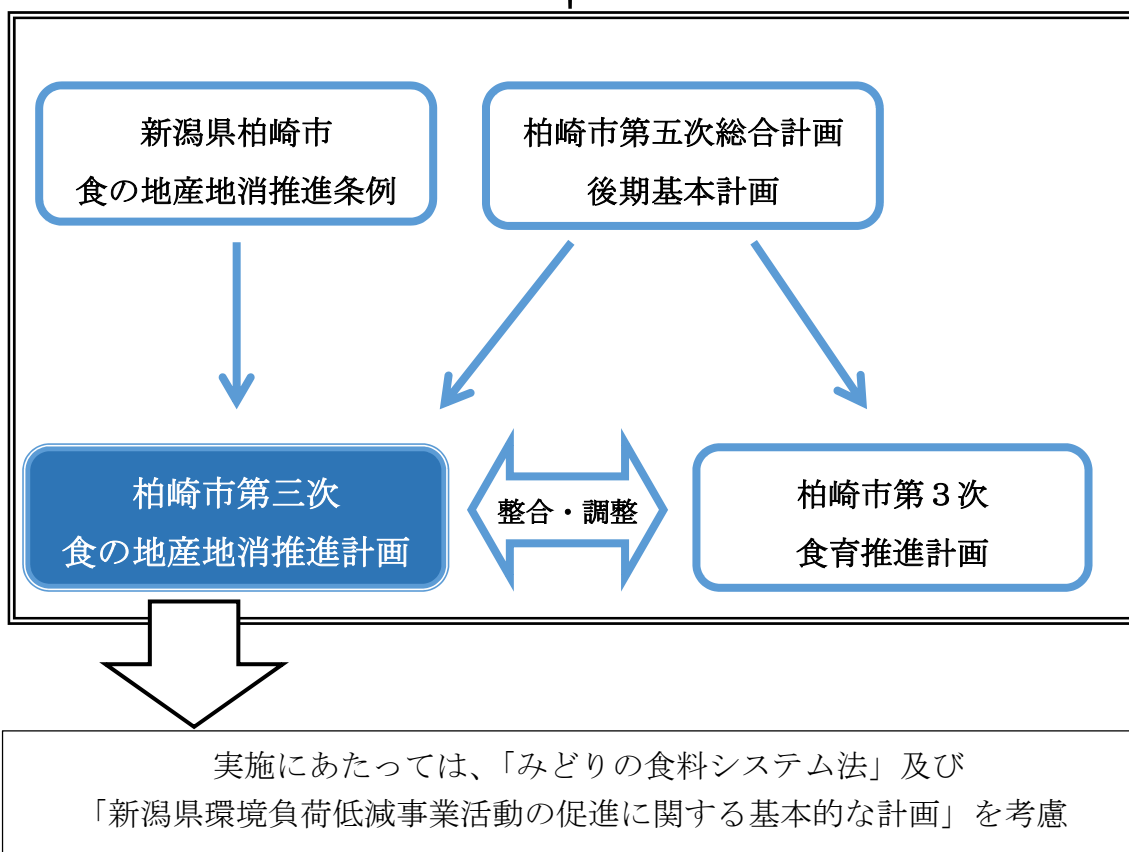 新潟県柏崎市
食の地産地消推進条例
柏崎市第五次総合計画
後期基本計画
柏崎市第三次
食の地産地消推進計画
整合・調整
柏崎市第３次
食育推進計画
実施にあたっては、「みどりの食料システム法」及び
「新潟県環境負荷低減事業活動の促進に関する基本的な計画」を考慮